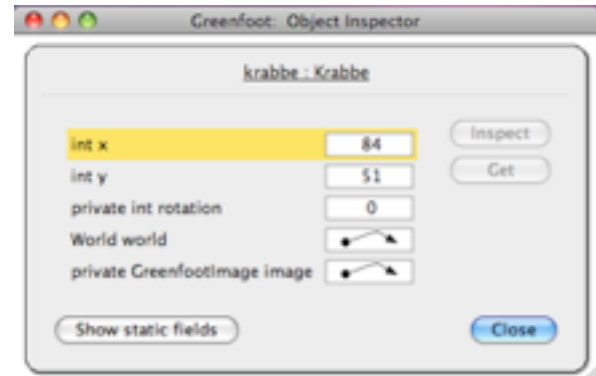 Greenfoot: Object Inspector
krabbe : Krabbe
int x 84
Inspect
int y 51
Get
private int rotation 0
World world
private GreenfootImage image
Show static fields
Close